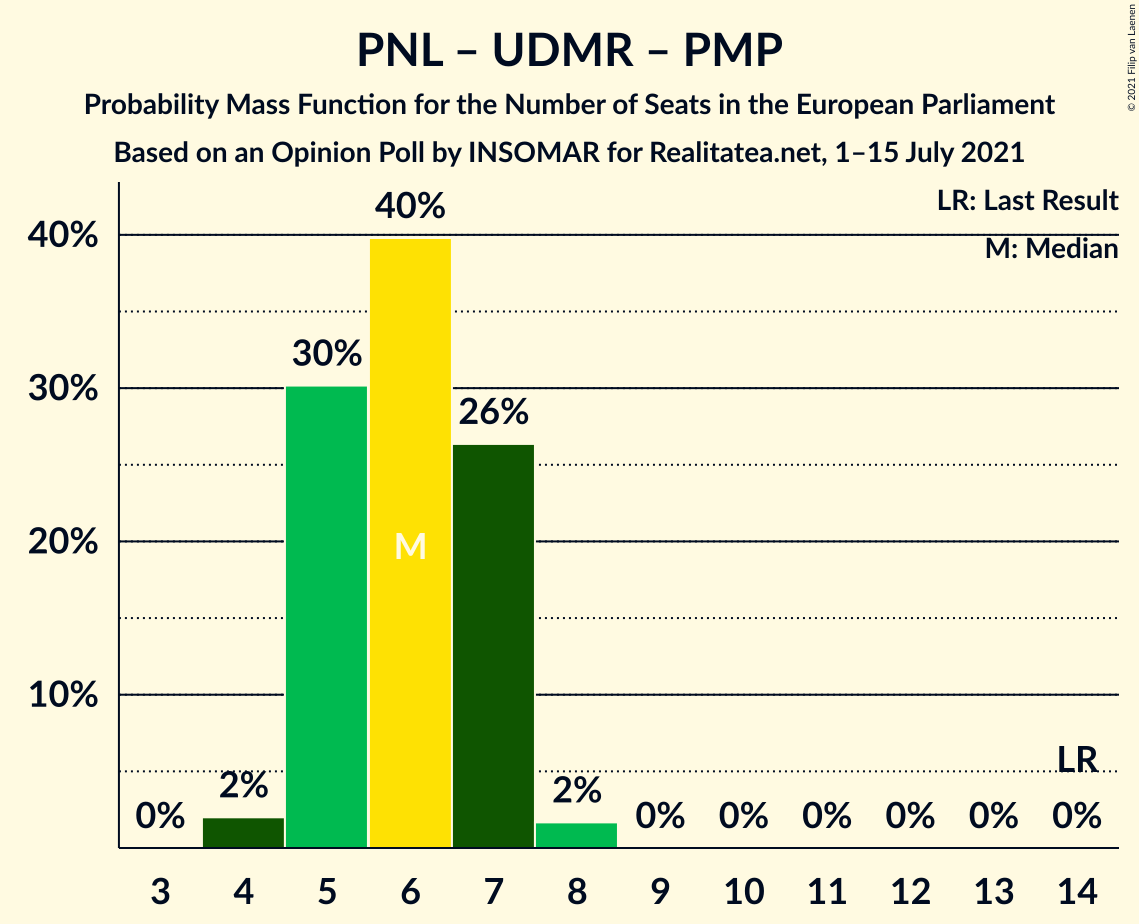 PNL – UDMR – PMP
Probability Mass Function for the Number of Seats in the European Parliament
Based on an Opinion Poll by INSOMAR for Realitatea.net, 1–15 July 2021
© 2021 Filip van Laenen
LR: Last Result
M: Median
40%
30%
20%
10%
0%
2%
30%
40%
26%
2%
0%
0%
0%
0%
0%
0%
M
LR
3 4 5 6 7 8 9 10 11 12 13 14